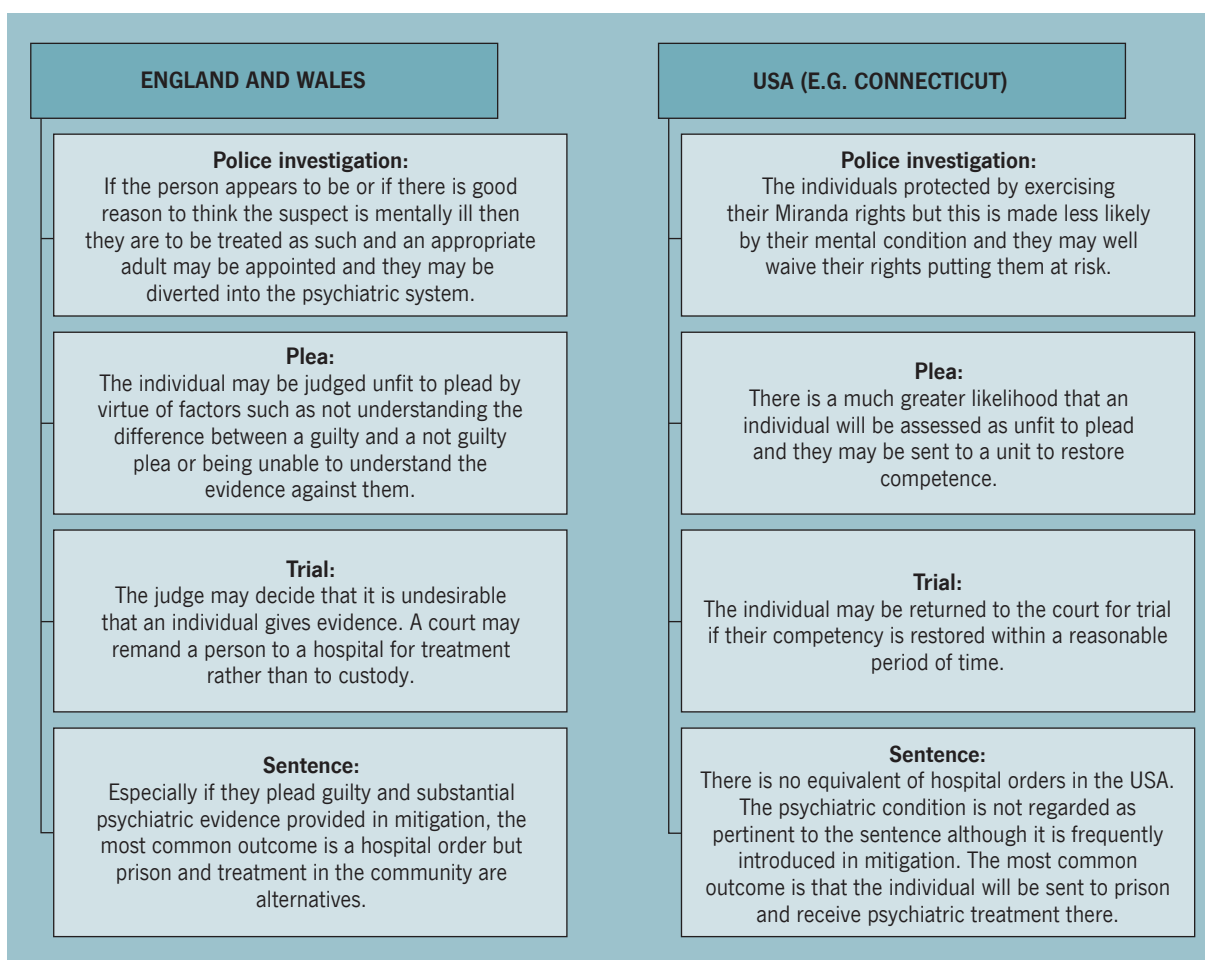 ENGLAND AND WALES
Police investigation:
If the person appears to be or if there is good
reason to think the suspect is mentally ill then
they are to be treated as such and an appropriate
adult may be appointed and they may be
diverted into the psychiatric system.
Plea:
The individual may be judged unfit to plead by
virtue of factors such as not understanding the
difference between a guilty and a not guilty
plea or being unable to understand the
evidence against them.
Trial:
The judge may decide that it is undesirable
that an individual gives evidence. A court may
remand a person to a hospital for treatment
rather than to custody.
Sentence:
Especially if they plead guilty and substantial
psychiatric evidence provided in mitigation, the
most common outcome is a hospital order but
prison and treatment in the community are
alternatives.
USA (E.G. CONNECTICUT)
Police investigation:
The individuals protected by exercising
their Miranda rights but this is made less likely
by their mental condition and they may well
waive their rights putting them at risk.
Plea:
There is a much greater likelihood that an
individual will be assessed as unfit to plead
and they may be sent to a unit to restore
competence.
Trial:
The individual may be returned to the court for trial
if their competency is restored within a reasonable
period of time.
Sentence:
There is no equivalent of hospital orders in the USA.
The psychiatric condition is not regarded as
pertinent to the sentence although it is frequently
introduced in mitigation. The most common
outcome is that the individual will be sent to prison
and receive psychiatric treatment there.